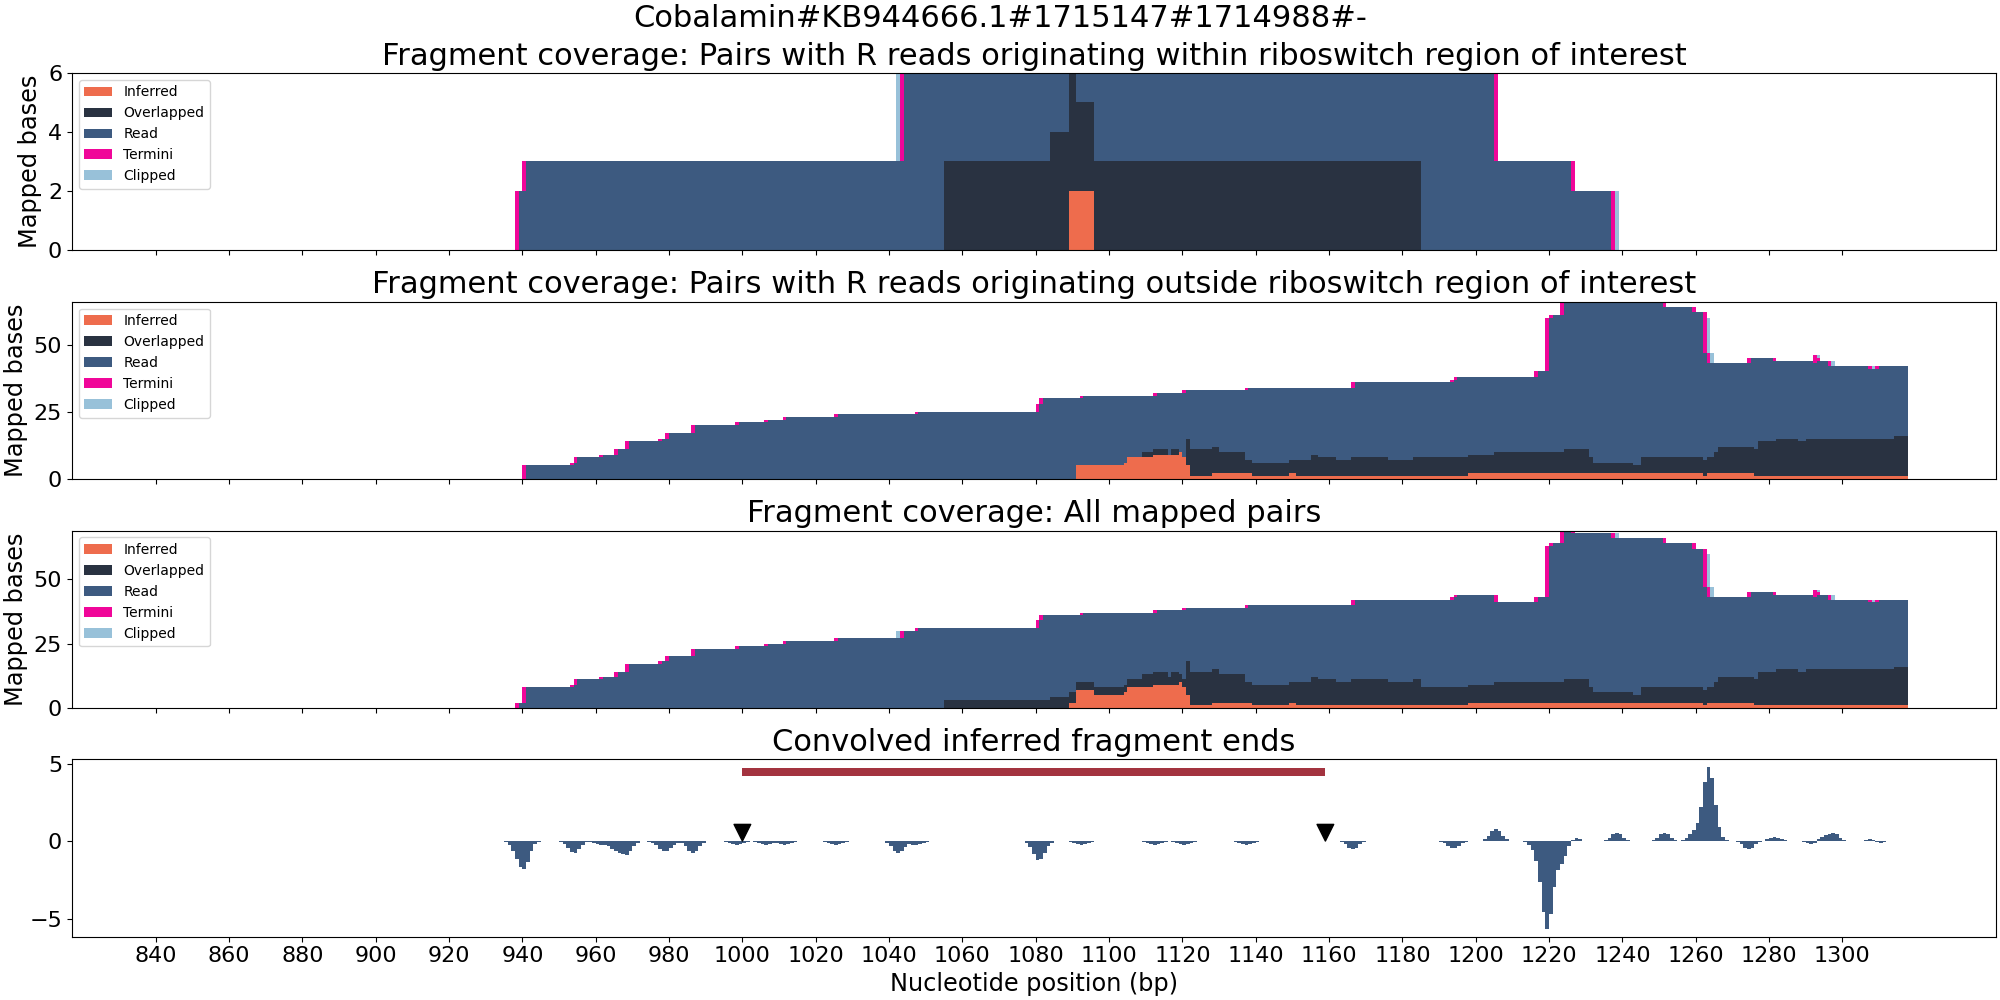 Cobalamin#KB944666.1#1715147#1714988#-
Fragment coverage: Pairs with R reads originating within riboswitch region of interest
Mapped bases
6
4
2
0
Inferred
Overlapped
Read
Termini
Clipped
Fragment coverage: Pairs with R reads originating outside riboswitch region of interest
Mapped bases
50
25
0
Inferred
Overlapped
Read
Termini
Clipped
Fragment coverage: All mapped pairs
Mapped bases
50
25
0
Inferred
Overlapped
Read
Termini
Clipped
Convolved inferred fragment ends
5
0
−5
840 860 880 900 920 940 960 980 1000 1020 1040 1060 1080 1100 1120 1140 1160 1180 1200 1220 1240 1260 1280 1300
Nucleotide position (bp)